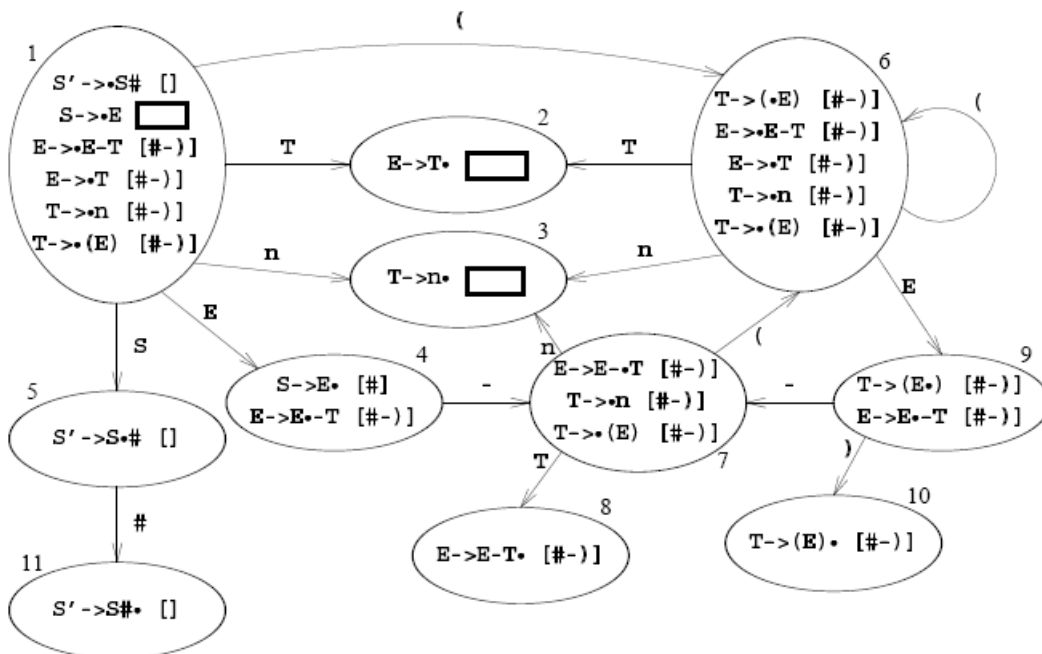 (
1
S'->•S# []
S->•E
E->•E-T [#-)]
E->•T [#-)]
T->•n [#-)]
T->•(E) [#-)]
6
T->(•E) [#-)]
E->•E-T [#-)]
E->•T [#-)]
T->•n [#-)]
T->•(E) [#-)]
(
T
2
E->T•
T
n
3
T->n•
n
E
S
E
n
(
4
S->E• [#]
E->E•-T [#-)]
-
E->E-•T [#-)]
T->•n [#-)]
T->•(E) [#-)]
7
-
9
T->(E•) [#-)]
E->E•-T [#-)]
5
S'->S•# []
T
)
#
8
E->E-T• [#-)]
10
T->(E)• [#-)]
11
S'->S#• []